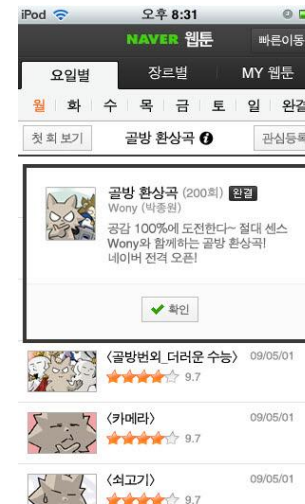 iPod 오후 8:31
NAVER 웹툰 빠른이동
요일별 장르별 MY 웹툰
월 화 수 목 금 토 일 완결
첫 회 보기 골방 환상곡 관심등록
골방 환상곡 (200회) 완결
Wony (박종원)
공감 100%에 도전한다~ 절대 센스
Wony와 함께하는 골방 환상곡!
네이버 전격 오픈!
확인
〈골방번외_더러운 수능〉 09/05/01
9.7
〈카메라〉 09/05/01
9.7
〈쇠고기〉 09/05/01
9.7